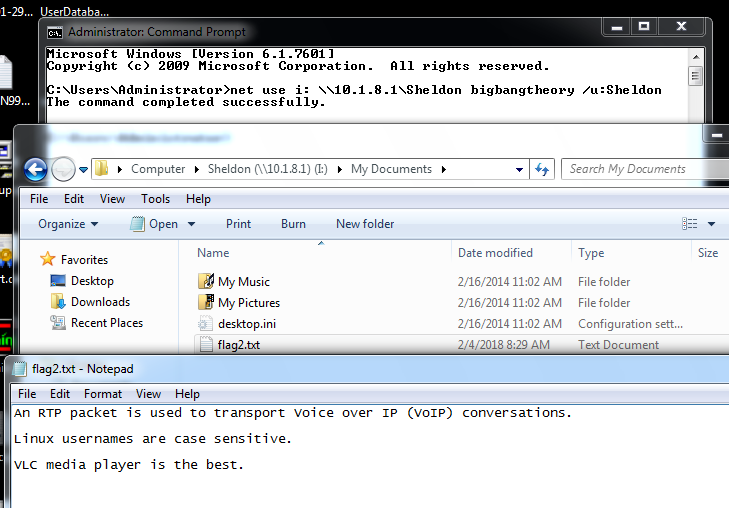 01-29...
UserDataba...
N99...
up
rt.c
Administrator: Command Prompt
Microsoft Windows [Version 6.1.7601]
Copyright (c) 2009 Microsoft Corporation.  All rights reserved.
C:\Users\Administrator>net use i: \\10.1.8.1\Sheldon bigbangtheory /u:Sheldon
The command completed successfully.
Computer
Sheldon (\\10.1.8.1) (I:)
My Documents
Search My Documents
File Edit View Tools Help
Organize Open Print Burn New folder
Name Date modified Type Size
Favorites
Desktop
Downloads
Recent Places
My Music 2/16/2014 11:02 AM File folder
My Pictures 2/16/2014 11:02 AM File folder
desktop.ini 2/16/2014 11:02 AM Configuration sett...
flag2.txt 2/4/2018 8:29 AM Text Document
flag2.txt - Notepad
File Edit Format View Help
An RTP packet is used to transport Voice over IP (VoIP) conversations.
Linux usernames are case sensitive.
VLC media player is the best.